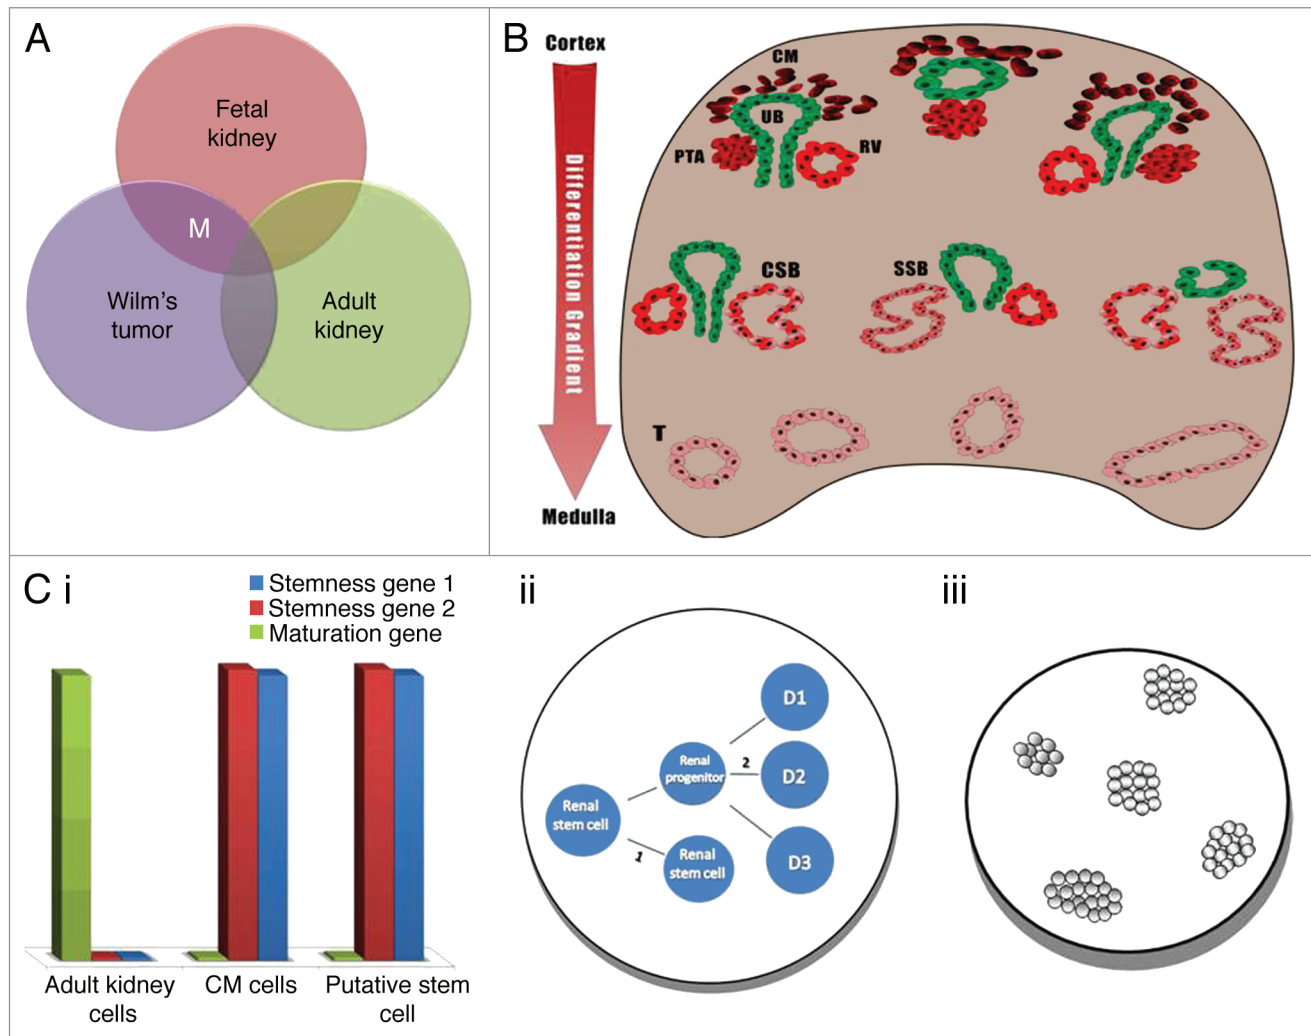 A
Fetal
kidney
M
Wilm's
tumor
Adult
kidney
B
Cortex
Differentiation Gradient
Medulla
CM
UB
PTA
RV
CSB
SSB
T
C i
Stemness gene 1
Stemness gene 2
Maturation gene
Adult kidney
cells
CM cells
Putative stem
cell
ii
Renal
stem cell
Renal
progenitor
1
Renal
stem cell
2
D1
D2
D3
iii